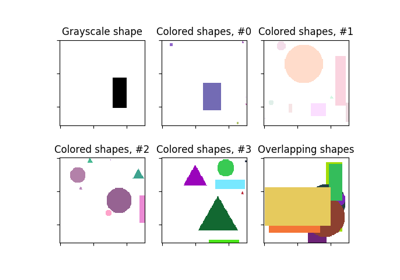 Grayscale shape
Colored shapes, #0
Colored shapes, #1
Colored shapes, #2
Colored shapes, #3
Overlapping shapes